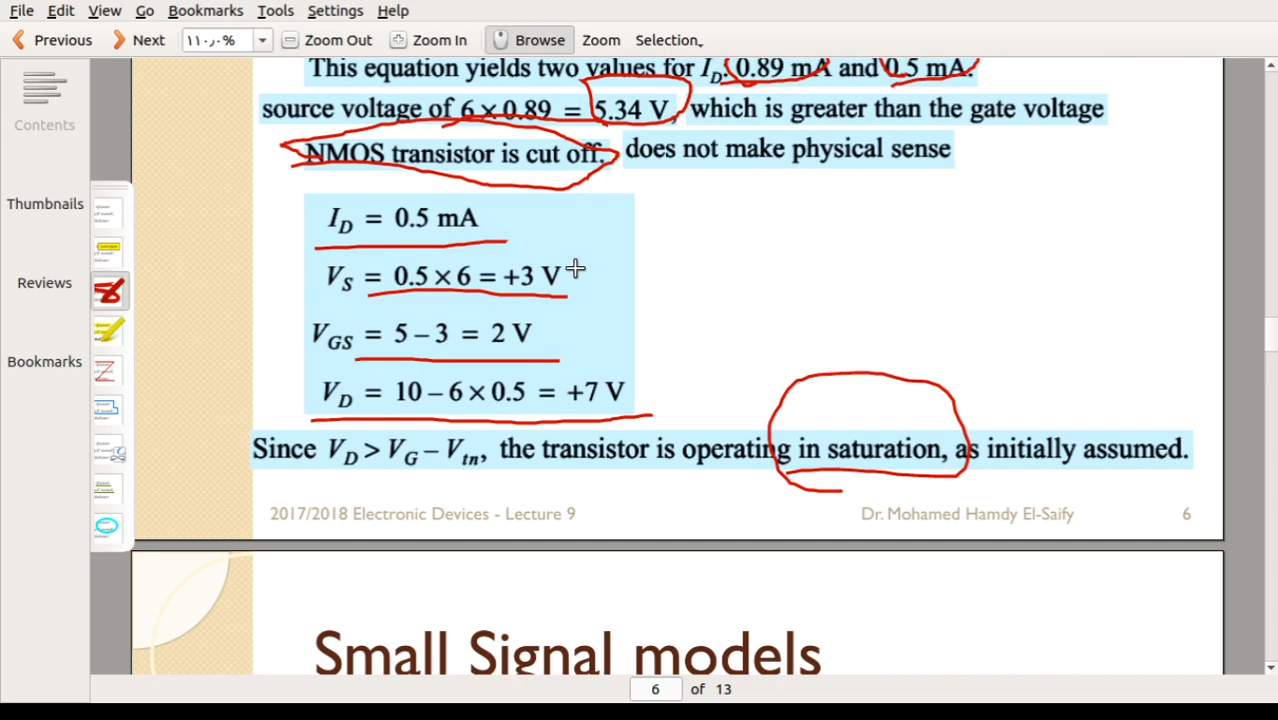 File Edit View Go Bookmarks Tools Settings Help
Previous Next ١١٠٫٠% Zoom Out Zoom In Browse Zoom Selection
Contents
Thumbnails
Reviews
Bookmarks
This equation yields two values for I_D: 0.89 mA and 0.5 mA.
source voltage of 6 × 0.89 = 5.34 V, which is greater than the gate voltage
NMOS transistor is cut off. does not make physical sense
I_D = 0.5 mA
V_S = 0.5 × 6 = +3 V
V_GS = 5 – 3 = 2 V
V_D = 10 – 6 × 0.5 = +7 V
Since V_D > V_G – V_tn, the transistor is operating in saturation, as initially assumed.
2017/2018 Electronic Devices - Lecture 9 Dr. Mohamed Hamdy El-Saify 6
Small Signal models
6 of 13